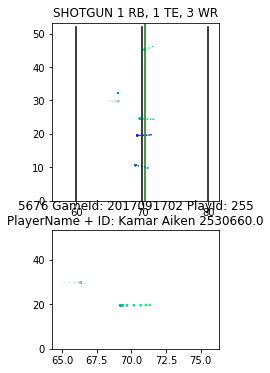 SHOTGUN 1 RB, 1 TE, 3 WR
50
40
30
20
10
0
60 70 80
5676 GameId: 2017091702 PlayId: 255
PlayerName + ID: Kamar Aiken 2530660.0
40
20
0
65.0 67.5 70.0 72.5 75.0